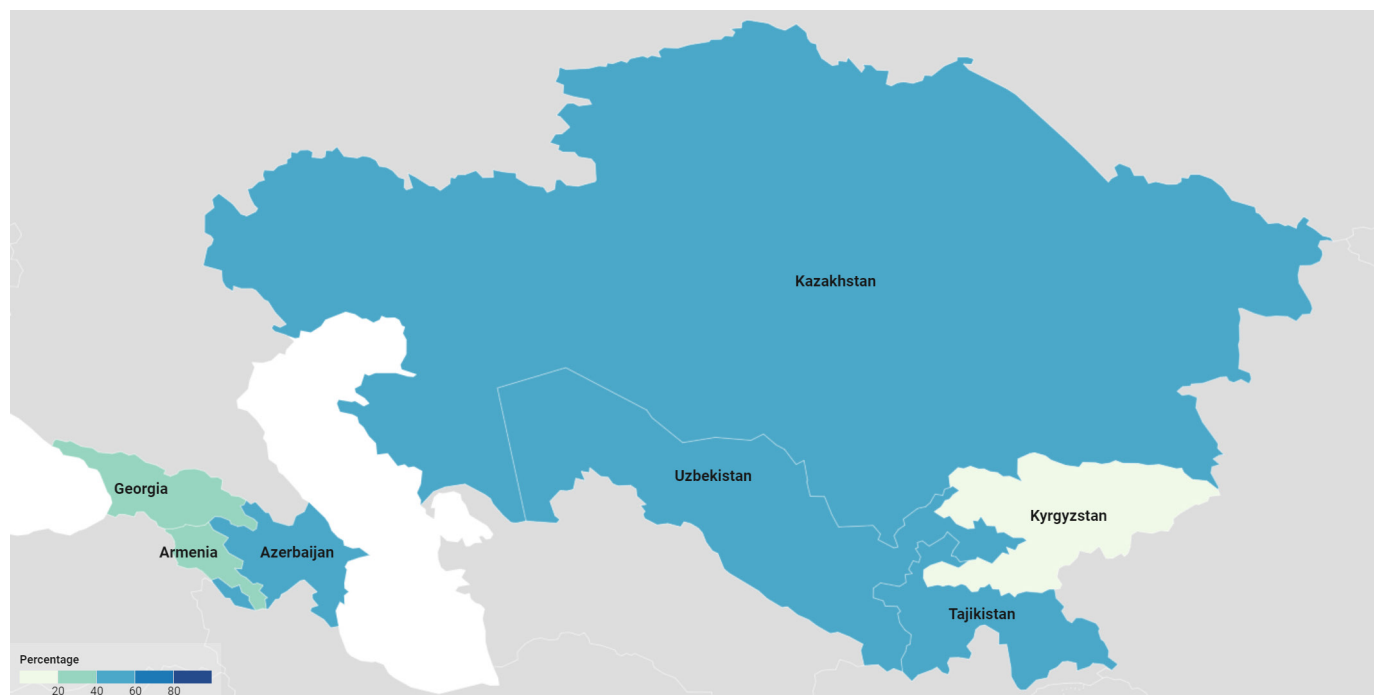 Kazakhstan
Uzbekistan
Georgia
Kyrgyzstan
Armenia
Azerbaijan
Tajikistan
Percentage
20 40 60 80